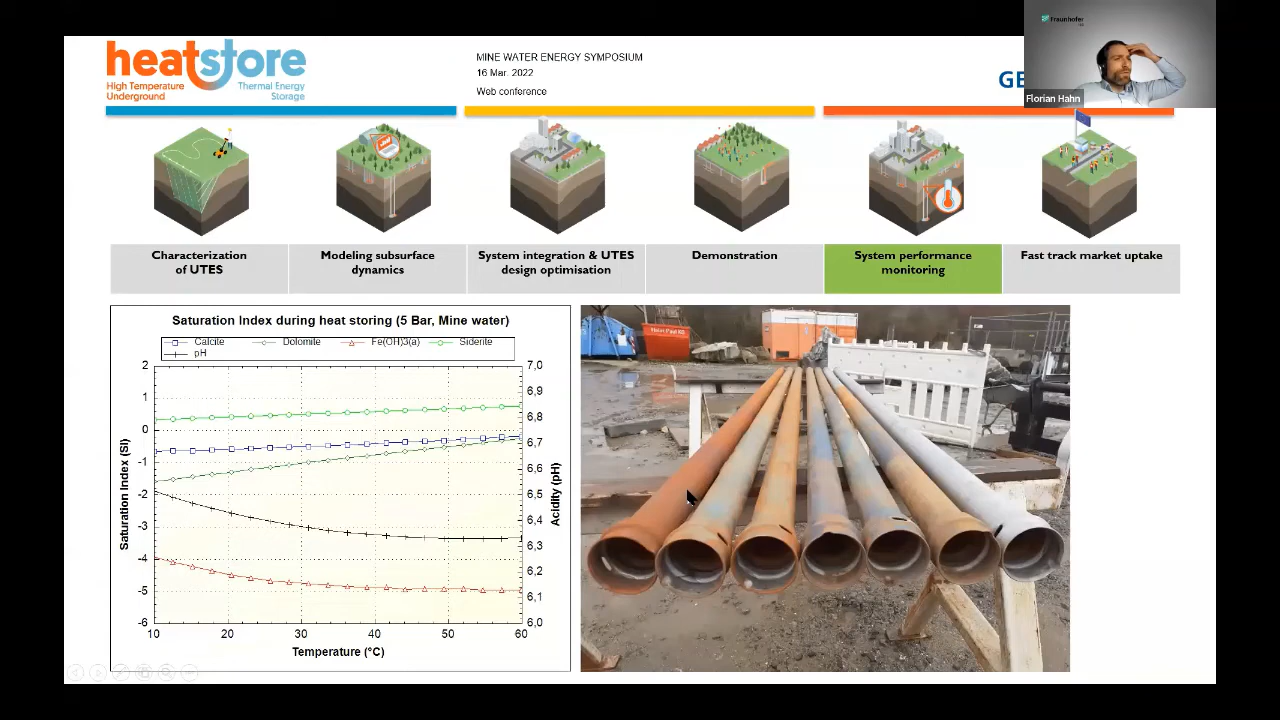 heatstore
High Temperature
Underground
Thermal Energy
Storage
MINE WATER ENERGY SYMPOSIUM
16 Mar. 2022
Web conference
GE
Fraunhofer
Florian Hahn
Characterization
of UTES
Modeling subsurface
dynamics
System integration & UTES
design optimisation
Demonstration
System performance
monitoring
Fast track market uptake
Saturation Index during heat storing (5 Bar, Mine water)
Calcite
Dolomite
Fe(OH)3(a)
Siderite
pH
Saturation Index (SI)
2
1
0
-1
-2
-3
-4
-5
-6
7,0
6,9
6,8
6,7
6,6
6,5
6,4
6,3
6,2
6,1
6,0
Acidity (pH)
10 20 30 40 50 60
Temperature (°C)